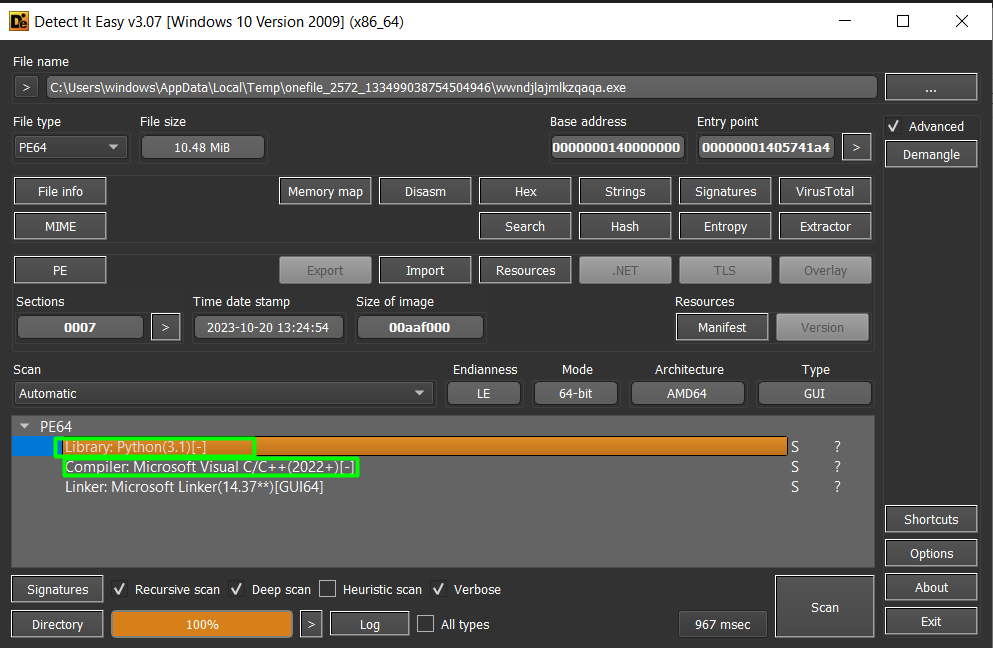 Detect It Easy v3.07 [Windows 10 Version 2009] (x86_64)
File name
> C:\Users\windows\AppData\Local\Temp\onefile_2572_133499038754504946\wwndjlajmlkzqaqa.exe ...
File type File size Base address Entry point Advanced
PE64 10.48 MiB 0000000140000000 00000001405741a4 > Demangle
File info Memory map Disasm Hex Strings Signatures VirusTotal
MIME Search Hash Entropy Extractor
PE Export Import Resources .NET TLS Overlay
Sections Time date stamp Size of image Resources
0007 > 2023-10-20 13:24:54 00aaf000 Manifest Version
Scan Endianness Mode Architecture Type
Automatic LE 64-bit AMD64 GUI
PE64
Library: Python(3.1)[-] S ?
Compiler: Microsoft Visual C/C++(2022+)[-] S ?
Linker: Microsoft Linker(14.37**)[GUI64] S ?
Shortcuts
Options
Signatures Recursive scan Deep scan Heuristic scan Verbose Scan About
Directory 100% > Log All types 967 msec Exit